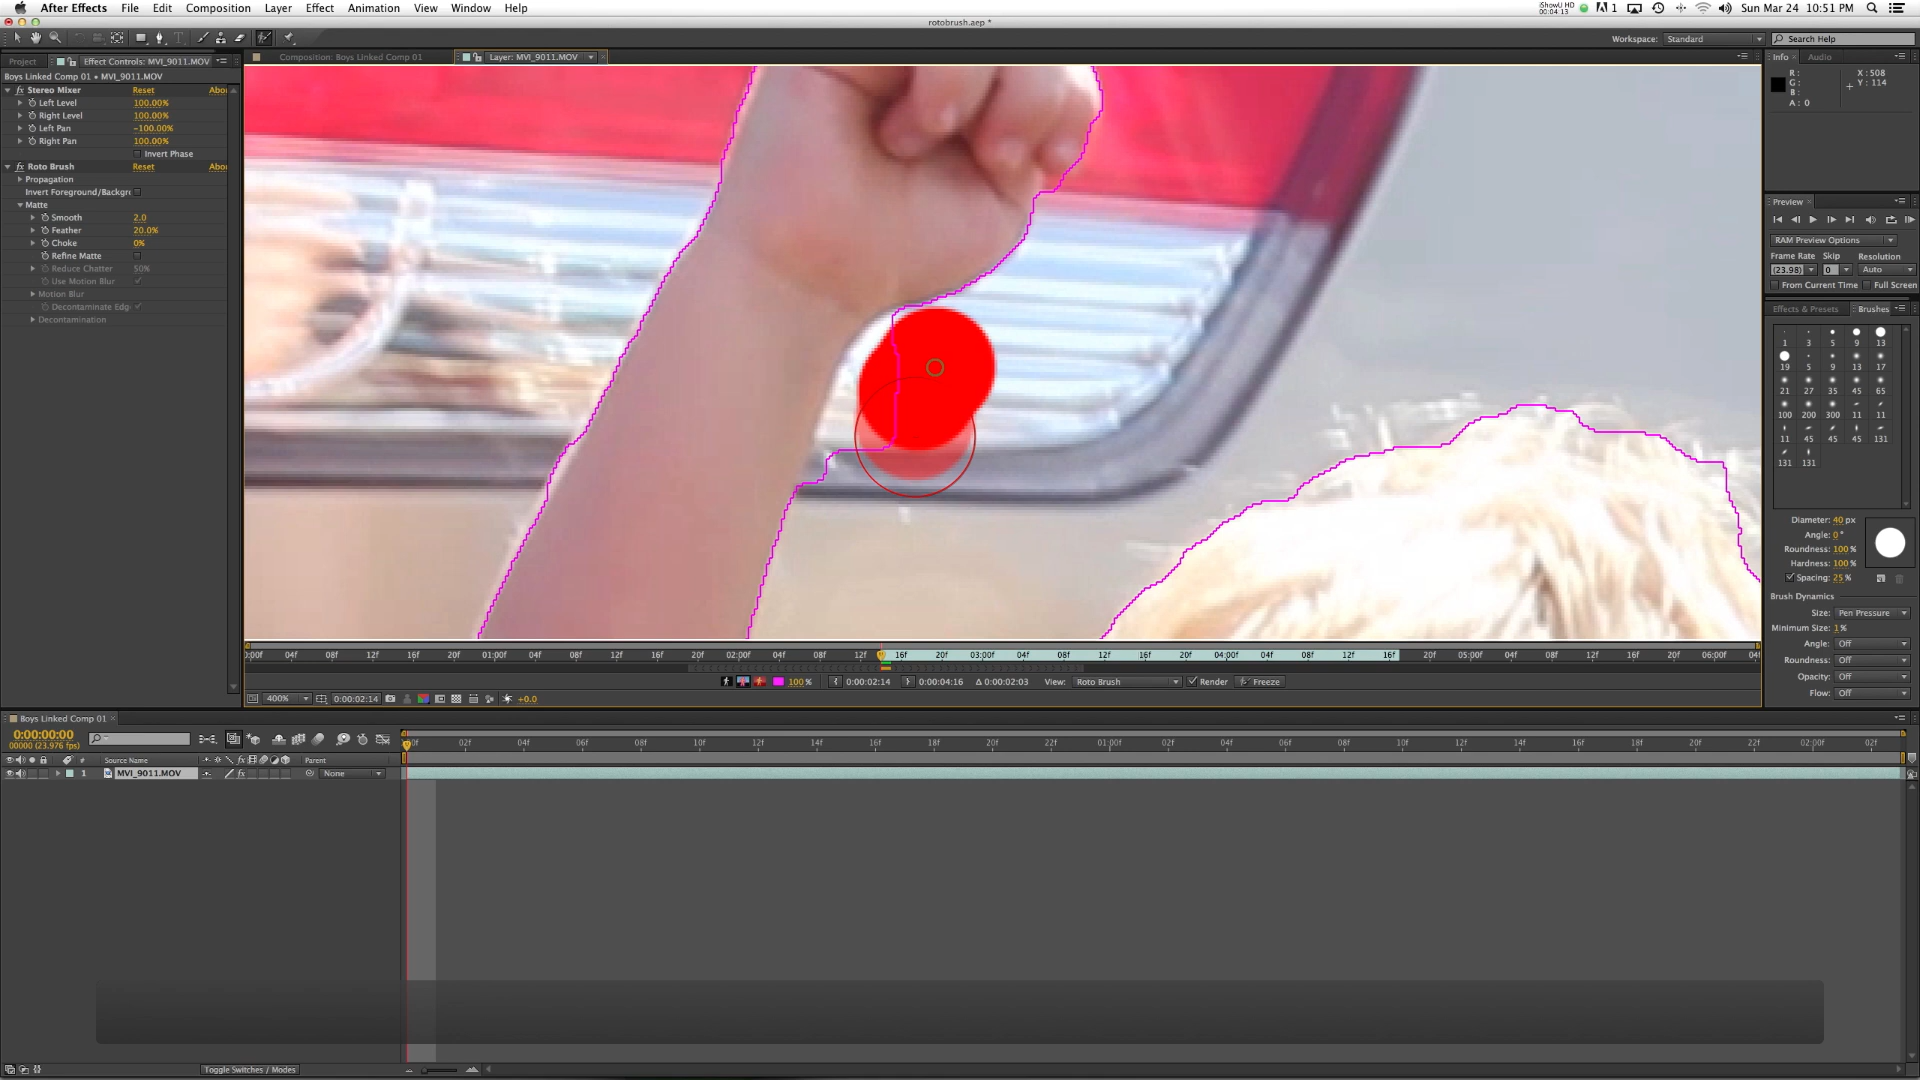 After Effects File Edit Composition Layer Effect Animation View Window Help
iShowU HD
00:04:13
1
Sun Mar 24 10:51 PM
rotobrush.aep *
Workspace: Standard
Search Help
Project
Effect Controls: MVI_9011.MOV
Composition: Boys Linked Comp 01
Layer: MVI_9011.MOV
Boys Linked Comp 01 • MVI_9011.MOV
fx Stereo Mixer Reset Abou
Left Level 100.00%
Right Level 100.00%
Left Pan -100.00%
Right Pan 100.00%
Invert Phase
fx Roto Brush Reset Abou
Propagation
Invert Foreground/Backgr
Matte
Smooth 2.0
Feather 20.0%
Choke 0%
Refine Matte
Reduce Chatter 50%
Use Motion Blur
Motion Blur
Decontaminate Edg
Decontamination
Info Audio
R:
G:
B:
A: 0
X: 508
Y: 114
Preview
RAM Preview Options
Frame Rate Skip Resolution
(23.98) 0 Auto
From Current Time Full Screen
Effects & Presets Brushes
1 3 5 9 13
19 5 9 13 17
21 27 35 45 65
100 200 300 11 11
11 45 45 45 131
131 131
Diameter: 40 px
Angle: 0 °
Roundness: 100 %
Hardness: 100 %
Spacing: 25 %
Brush Dynamics
Size: Pen Pressure
Minimum Size: 1 %
Angle: Off
Roundness: Off
Opacity: Off
Flow: Off
0:00f 04f 08f 12f 16f 20f 01:00f 04f 08f 12f 16f 20f 02:00f 04f 08f 12f 16f 20f 03:00f 04f 08f 12f 16f 20f 04:00f 04f 08f 12f 16f 20f 05:00f 04f 08f 12f 16f 20f 06:00f 04f
100 % 0:00:02:14 0:00:04:16 Δ 0:00:02:03 View: Roto Brush Render Freeze
400% 0:00:02:14 +0.0
Boys Linked Comp 01
0:00:00:00
00000 (23.976 fps)
02f 04f 06f 08f 10f 12f 14f 16f 18f 20f 22f 01:00f 02f 04f 06f 08f 10f 12f 14f 16f 18f 20f 22f 02:00f 02f
# Source Name Parent
1 MVI_9011.MOV fx None
Toggle Switches / Modes